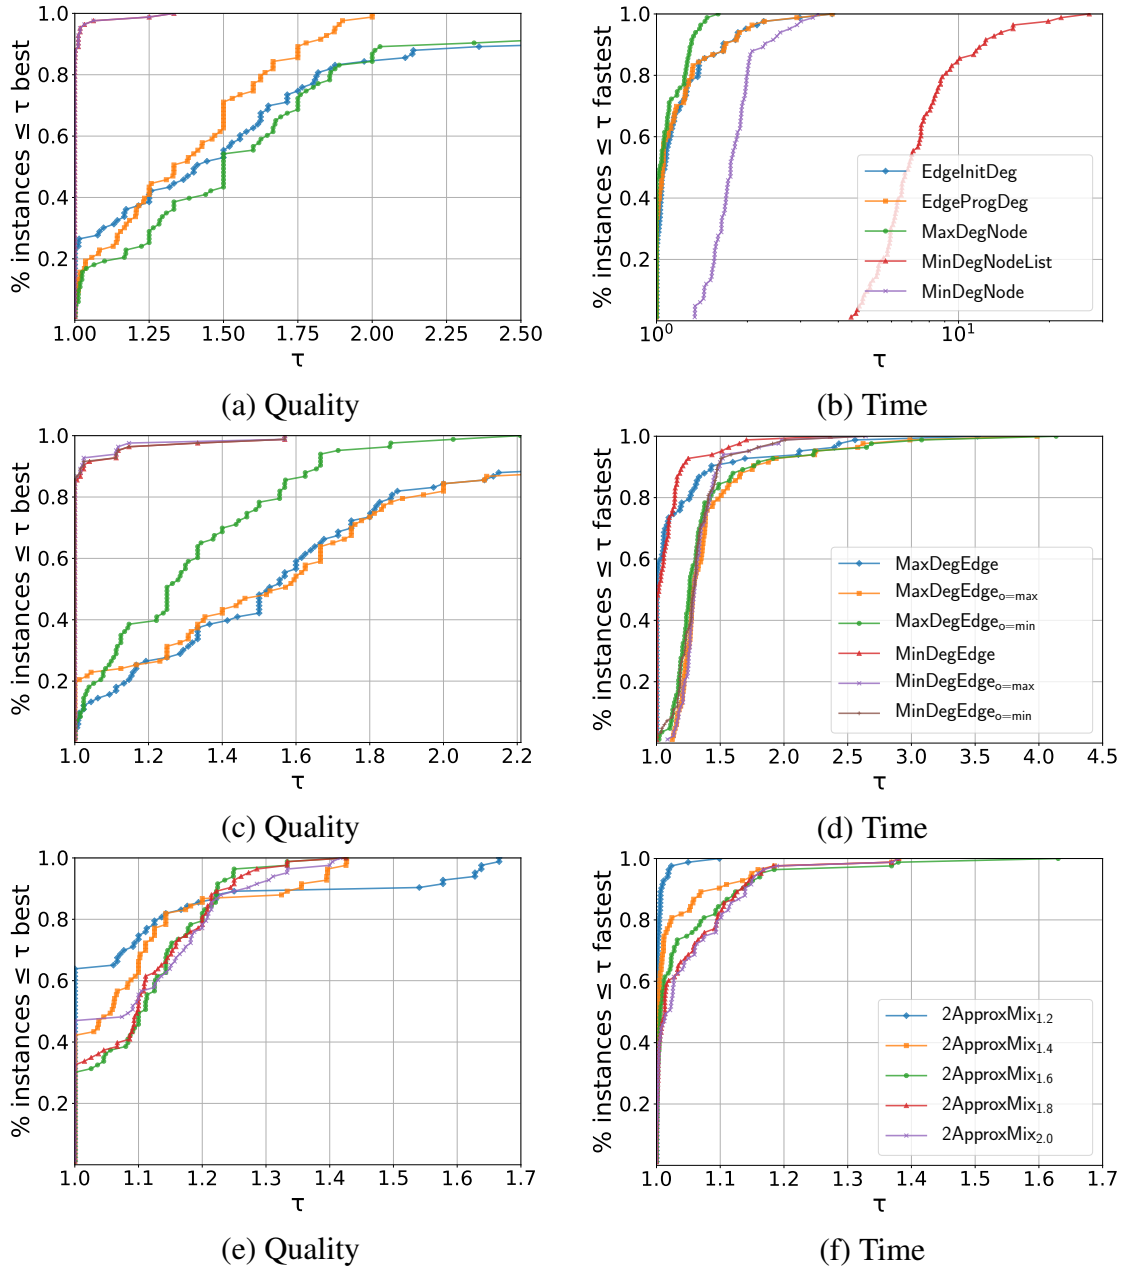 % instances ≤ τ best
1.0
0.8
0.6
0.4
0.2
1.00 1.25 1.50 1.75 2.00 2.25 2.50
τ
(a) Quality
% instances ≤ τ fastest
1.0
0.8
0.6
0.4
0.2
10⁰ 10¹
τ
EdgeInitDeg
EdgeProgDeg
MaxDegNode
MinDegNodeList
MinDegNode
(b) Time
% instances ≤ τ best
1.0
0.8
0.6
0.4
0.2
1.0 1.2 1.4 1.6 1.8 2.0 2.2
τ
(c) Quality
% instances ≤ τ fastest
1.0
0.8
0.6
0.4
0.2
1.0 1.5 2.0 2.5 3.0 3.5 4.0 4.5
τ
MaxDegEdge
MaxDegEdgeₒ₌ₘₐₓ
MaxDegEdgeₒ₌ₘᵢₙ
MinDegEdge
MinDegEdgeₒ₌ₘₐₓ
MinDegEdgeₒ₌ₘᵢₙ
(d) Time
% instances ≤ τ best
1.0
0.8
0.6
0.4
0.2
1.0 1.1 1.2 1.3 1.4 1.5 1.6 1.7
τ
(e) Quality
% instances ≤ τ fastest
1.0
0.8
0.6
0.4
0.2
1.0 1.1 1.2 1.3 1.4 1.5 1.6 1.7
τ
2ApproxMix₁.₂
2ApproxMix₁.₄
2ApproxMix₁.₆
2ApproxMix₁.₈
2ApproxMix₂.₀
(f) Time